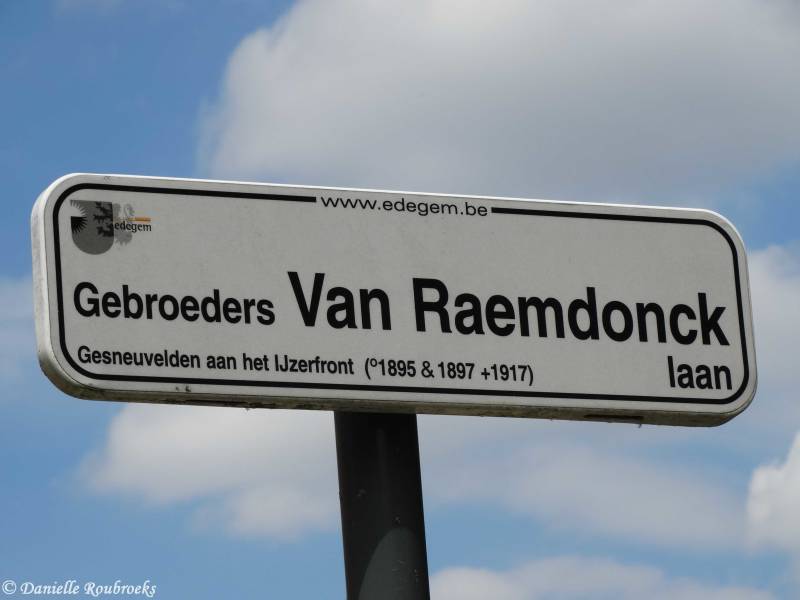 www.edegem.be
edegem
Gebroeders Van Raemdonck
laan
Gesneuvelden aan het IJzerfront (°1895 & 1897 +1917)
© Danielle Roubroeks